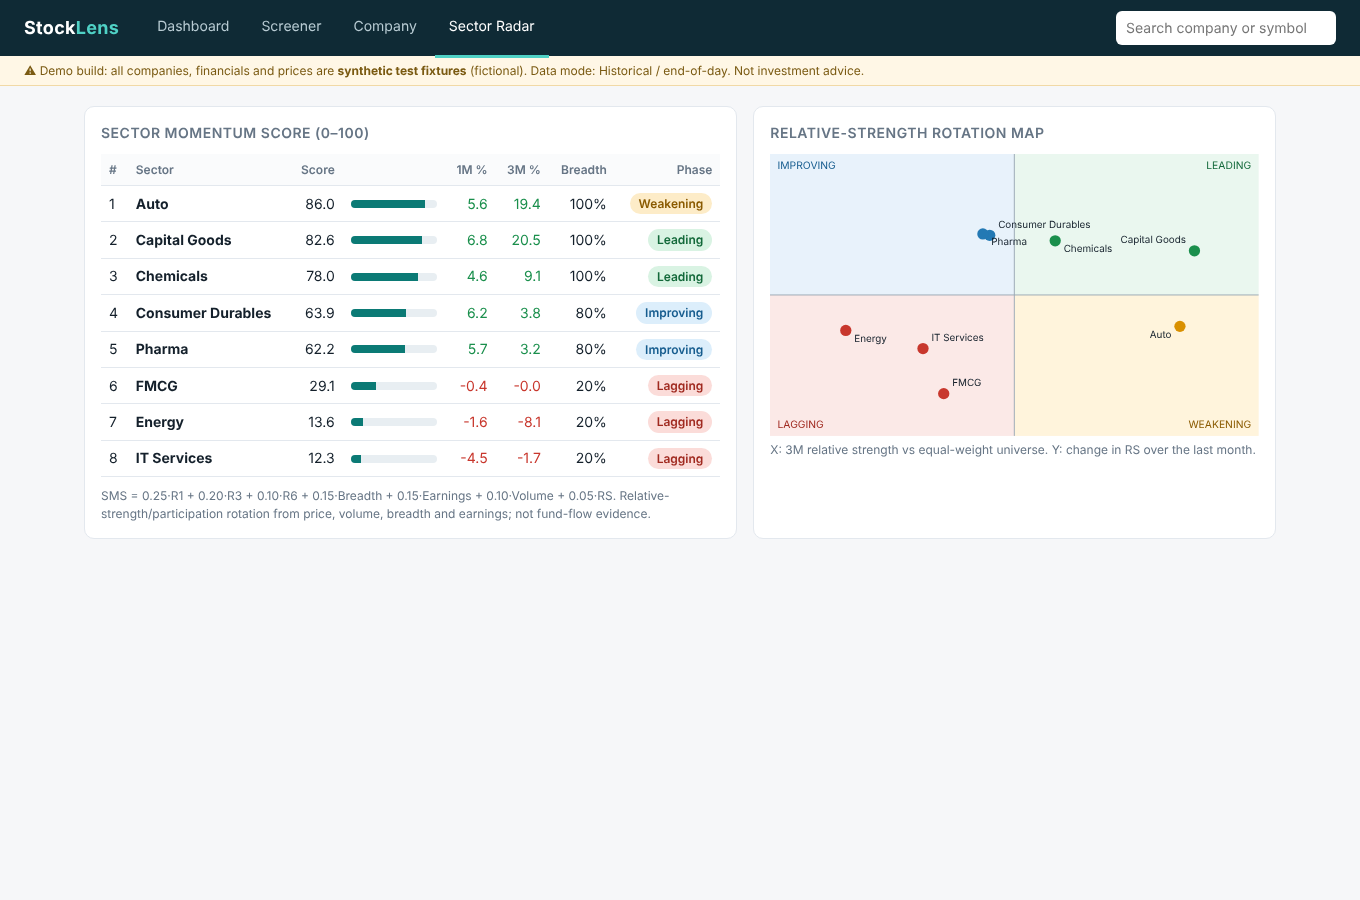 StockLens Dashboard Screener Company Sector Radar Search company or symbol
⚠ Demo build: all companies, financials and prices are synthetic test fixtures (fictional). Data mode: Historical / end-of-day. Not investment advice.
SECTOR MOMENTUM SCORE (0–100)
# Sector Score 1M % 3M % Breadth Phase
1 Auto 86.0 5.6 19.4 100% Weakening
2 Capital Goods 82.6 6.8 20.5 100% Leading
3 Chemicals 78.0 4.6 9.1 100% Leading
4 Consumer Durables 63.9 6.2 3.8 80% Improving
5 Pharma 62.2 5.7 3.2 80% Improving
6 FMCG 29.1 -0.4 -0.0 20% Lagging
7 Energy 13.6 -1.6 -8.1 20% Lagging
8 IT Services 12.3 -4.5 -1.7 20% Lagging
SMS = 0.25·R1 + 0.20·R3 + 0.10·R6 + 0.15·Breadth + 0.15·Earnings + 0.10·Volume + 0.05·RS. Relative-
strength/participation rotation from price, volume, breadth and earnings; not fund-flow evidence.
RELATIVE-STRENGTH ROTATION MAP
IMPROVING LEADING
Consumer Durables
Pharma Chemicals Capital Goods
Energy IT Services Auto
FMCG
LAGGING WEAKENING
X: 3M relative strength vs equal-weight universe. Y: change in RS over the last month.